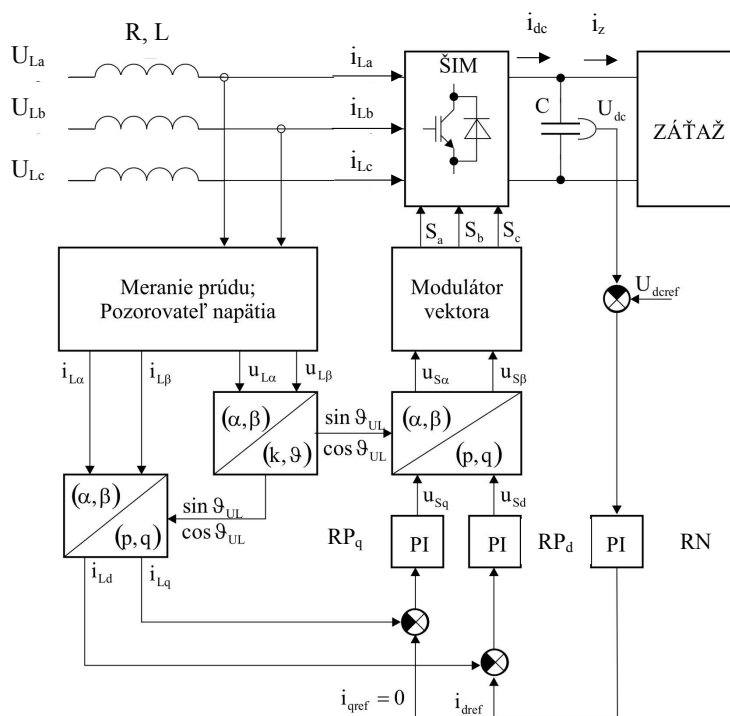 R, L
i_dc
i_z
U_La
i_La
ŠIM
U_Lb
i_Lb
C
U_dc
ZÁŤAŽ
U_Lc
i_Lc
S_a
S_b
S_c
Meranie prúdu;
Pozorovateľ napätia
Modulátor
vektora
U_dcref
i_Lα
i_Lβ
u_Lα
u_Lβ
u_Sα
u_Sβ
(α,β)
(k,ϑ)
sin ϑ_UL
cos ϑ_UL
(α,β)
(p,q)
(α,β)
(p,q)
sin ϑ_UL
cos ϑ_UL
u_Sq
u_Sd
RP_q
PI
PI
RP_d
PI
RN
i_Ld
i_Lq
i_qref = 0
i_dref